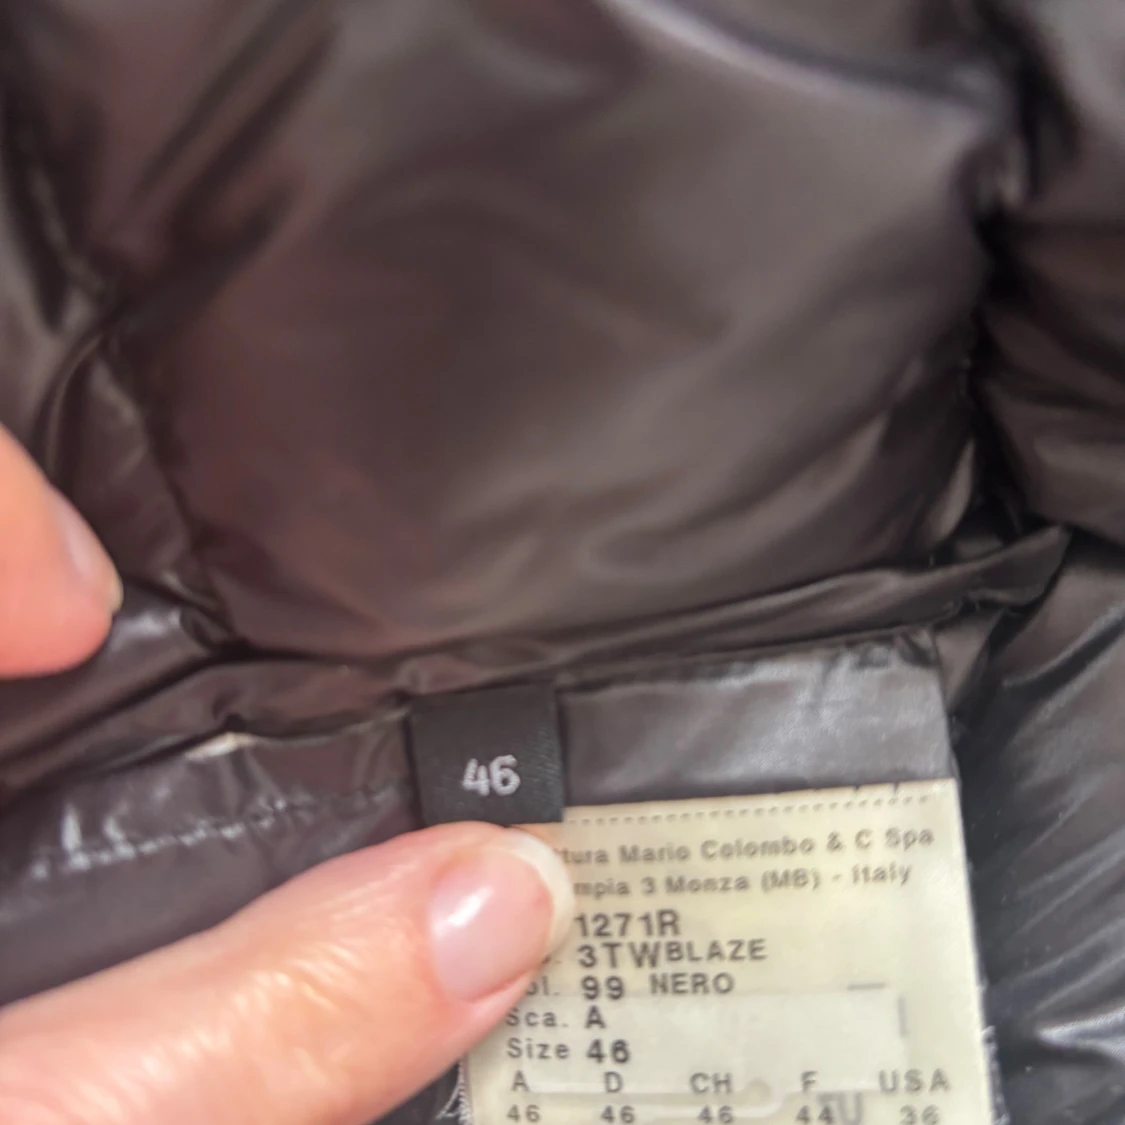 46
tura Mario Colombo & C Spa
mpia 3 Monza (MB) - Italy
1271R
3TWBLAZE
ol. 99 NERO
Sca. A
Size 46
A D CH F USA
46 46 46 44 36